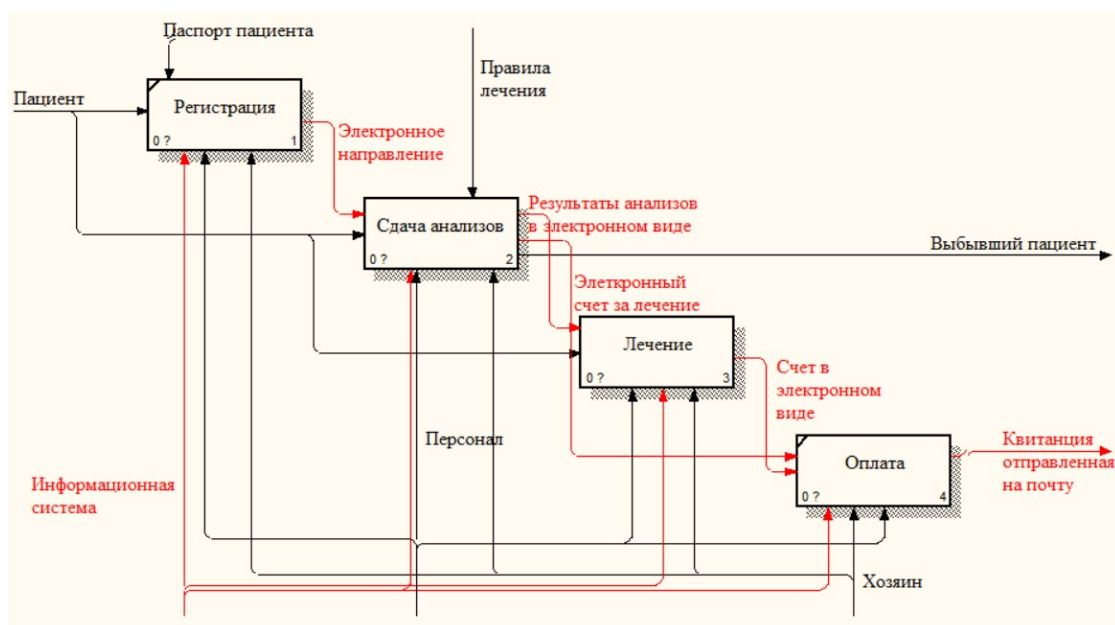 Паспорт пациента
Пациент
Регистрация
0 ?
1
Правила
лечения
Электронное
направление
Сдача анализов
0 ?
2
Результаты анализов
в электронном виде
Выбывший пациент
Элеткронный
счет за лечение
Лечение
0 ?
3
Счет в
электронном
виде
Персонал
Оплата
0 ?
4
Квитанция
отправленная
на почту
Информационная
система
Хозяин